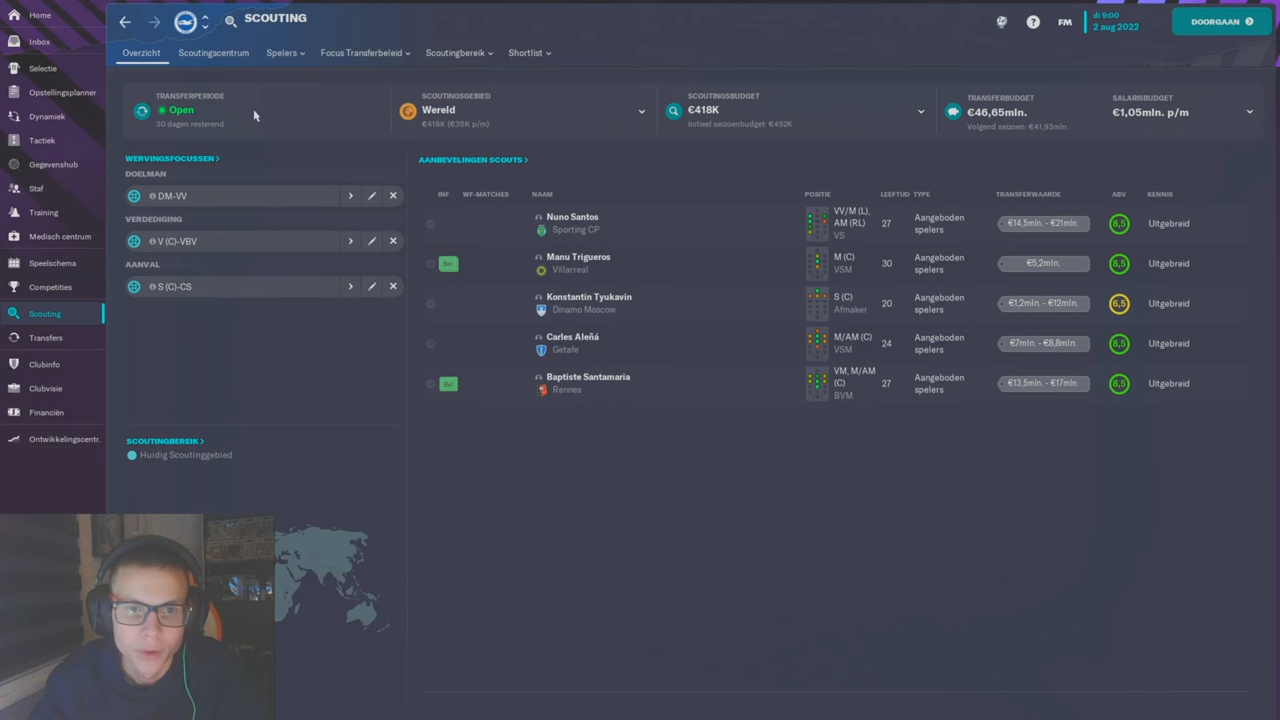 Home
Inbox
Selectie
Opstellingsplanner
Dynamiek
Tactiek
Gegevenshub
Staf
Training
Medisch centrum
Speelschema
Competities
Scouting
Transfers
Clubinfo
Clubvisie
Financiën
Ontwikkelingscentr.
SCOUTING
FM
di 9:00
2 aug 2022
DOORGAAN
Overzicht
Scoutingscentrum
Spelers
Focus Transferbeleid
Scoutingbereik
Shortlist
TRANSFERPERIODE
Open
30 dagen resterend
SCOUTINGSGEBIED
Wereld
€418K (€35K p/m)
SCOUTINGSBUDGET
€418K
Initieel seizoenbudget: €452K
TRANSFERBUDGET
€46,65mln.
Volgend seizoen: €41,93mln.
SALARISBUDGET
€1,05mln. p/m
WERVINGSFOCUSSEN >
DOELMAN
DM-VV
VERDEDIGING
V (C)-VBV
AANVAL
S (C)-CS
SCOUTINGBEREIK >
Huidig Scoutinggebied
AANBEVELINGEN SCOUTS >
INF WF-MATCHES NAAM POSITIE LEEFTIJD TYPE TRANSFERWAARDE ABV KENNIS
Nuno Santos
Sporting CP
VV/M (L),
AM (RL)
VS
27
Aangeboden
spelers
€14,5mln. - €21mln.
8,5
Uitgebreid
Bel
Manu Trigueros
Villarreal
M (C)
VSM
30
Aangeboden
spelers
€5,2mln.
8,5
Uitgebreid
Konstantin Tyukavin
Dinamo Moscow
S (C)
Afmaker
20
Aangeboden
spelers
€1,2mln. - €12mln.
6,5
Uitgebreid
Carles Aleñá
Getafe
M/AM (C)
VSM
24
Aangeboden
spelers
€7mln. - €8,8mln.
8,5
Uitgebreid
Bel
Baptiste Santamaria
Rennes
VM, M/AM
(C)
BVM
27
Aangeboden
spelers
€13,5mln. - €17mln.
8,5
Uitgebreid